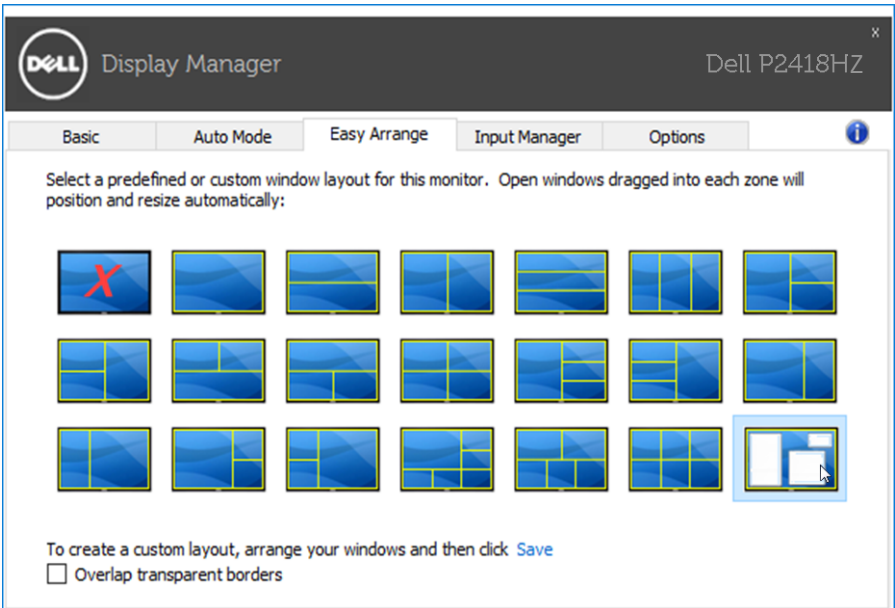 DELL Display Manager
Dell P2418HZ
x
Basic Auto Mode Easy Arrange Input Manager Options
Select a predefined or custom window layout for this monitor. Open windows dragged into each zone will
position and resize automatically:
X
To create a custom layout, arrange your windows and then click Save
Overlap transparent borders